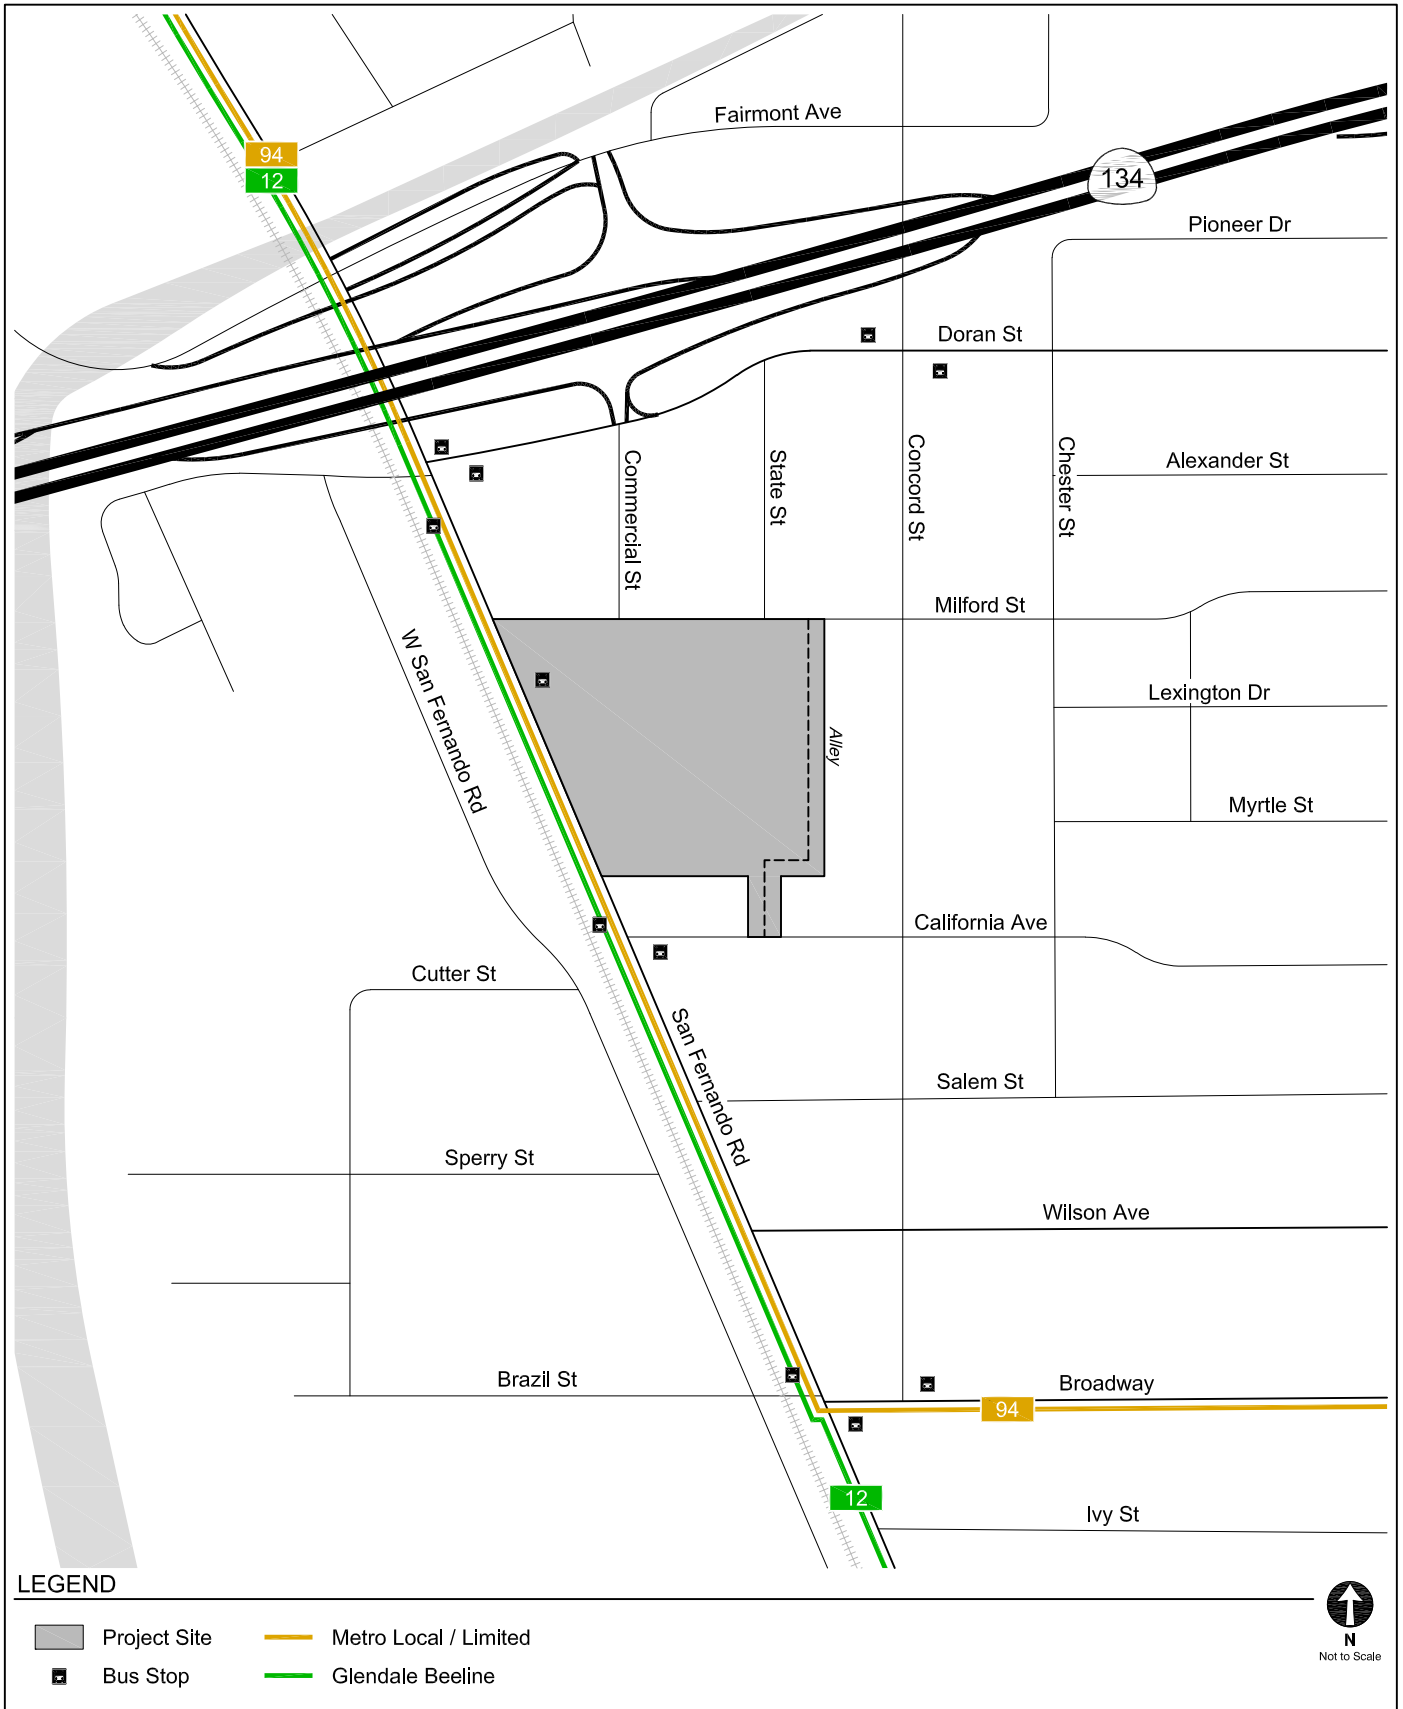 Fairmont Ave
94
12
134
Pioneer Dr
Doran St
Commercial St
State St
Concord St
Chester St
Alexander St
Milford St
W San Fernando Rd
Lexington Dr
Alley
Myrtle St
California Ave
Cutter St
San Fernando Rd
Salem St
Sperry St
Wilson Ave
Brazil St
Broadway
94
12
Ivy St
LEGEND
Project Site
Metro Local / Limited
Bus Stop
Glendale Beeline
N
Not to Scale